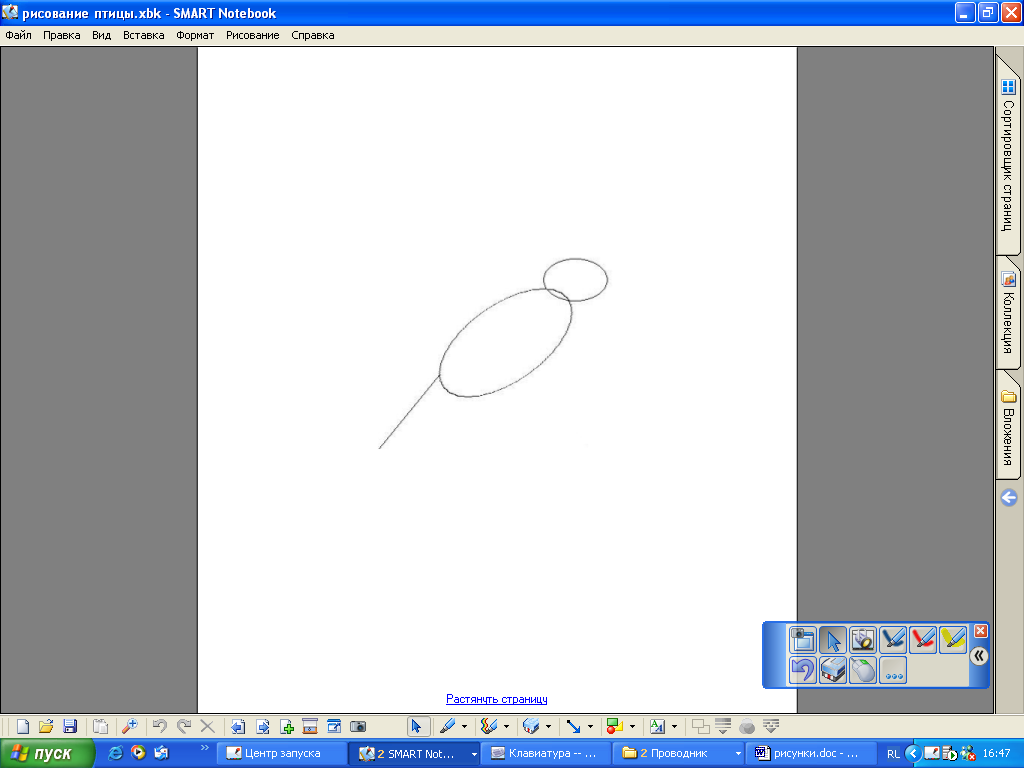 рисование птицы.xbk - SMART Notebook
Файл Правка Вид Вставка Формат Рисование Справка
Сортировщик страниц
Коллекция
Вложения
Растянуть страницу
пуск
Центр запуска
2 SMART Not...
Клавиатура -- ...
2 Проводник
рисунки.doc - ...
RL
16:47